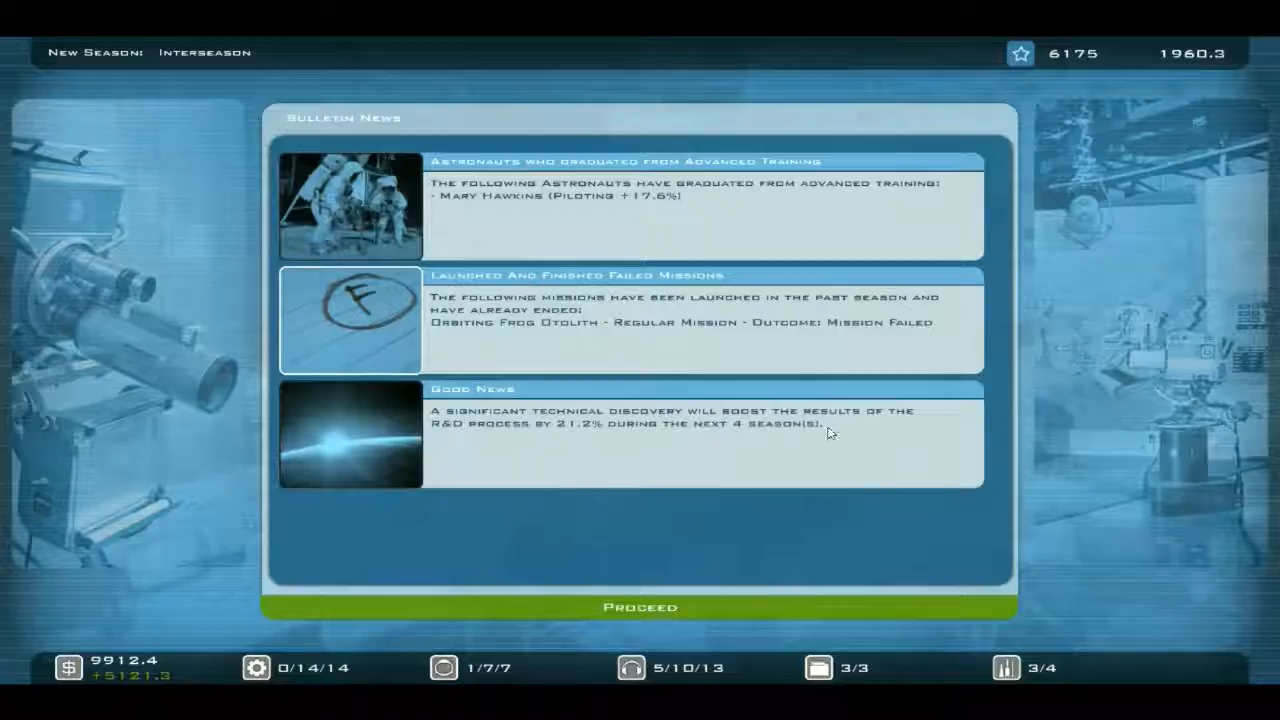 New Season: Interseason
6175
1960.3
Bulletin News
Astronauts who graduated from Advanced Training
The following Astronauts have graduated from advanced training:
- Mary Hawkins (Piloting +17.6%)
Launched And Finished Failed Missions
The following missions have been launched in the past season and
have already ended:
Orbiting Frog Otolith - Regular Mission - Outcome: Mission Failed
F
Good News
A significant technical discovery will boost the results of the
R&D process by 21.2% during the next 4 season(s).
Proceed
$ 9912.4
+5121.3
0/14/14
1/7/7
5/10/13
3/3
3/4